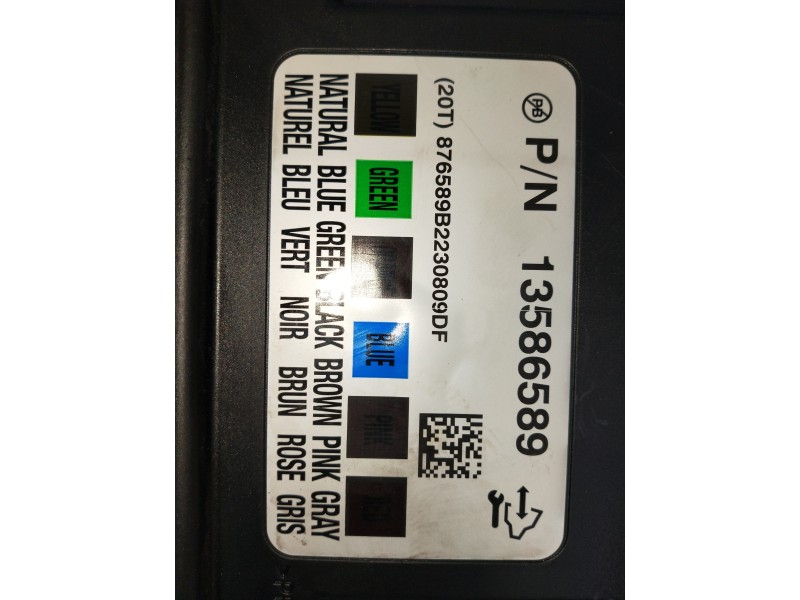 PB P/N 13586589
(20T) 876589B2230809DF
YELLOW GREEN BLUE PINK
NATURAL BLUE GREEN BLACK BROWN PINK GRAY
NATUREL BLEU VERT NOIR BRUN ROSE GRIS